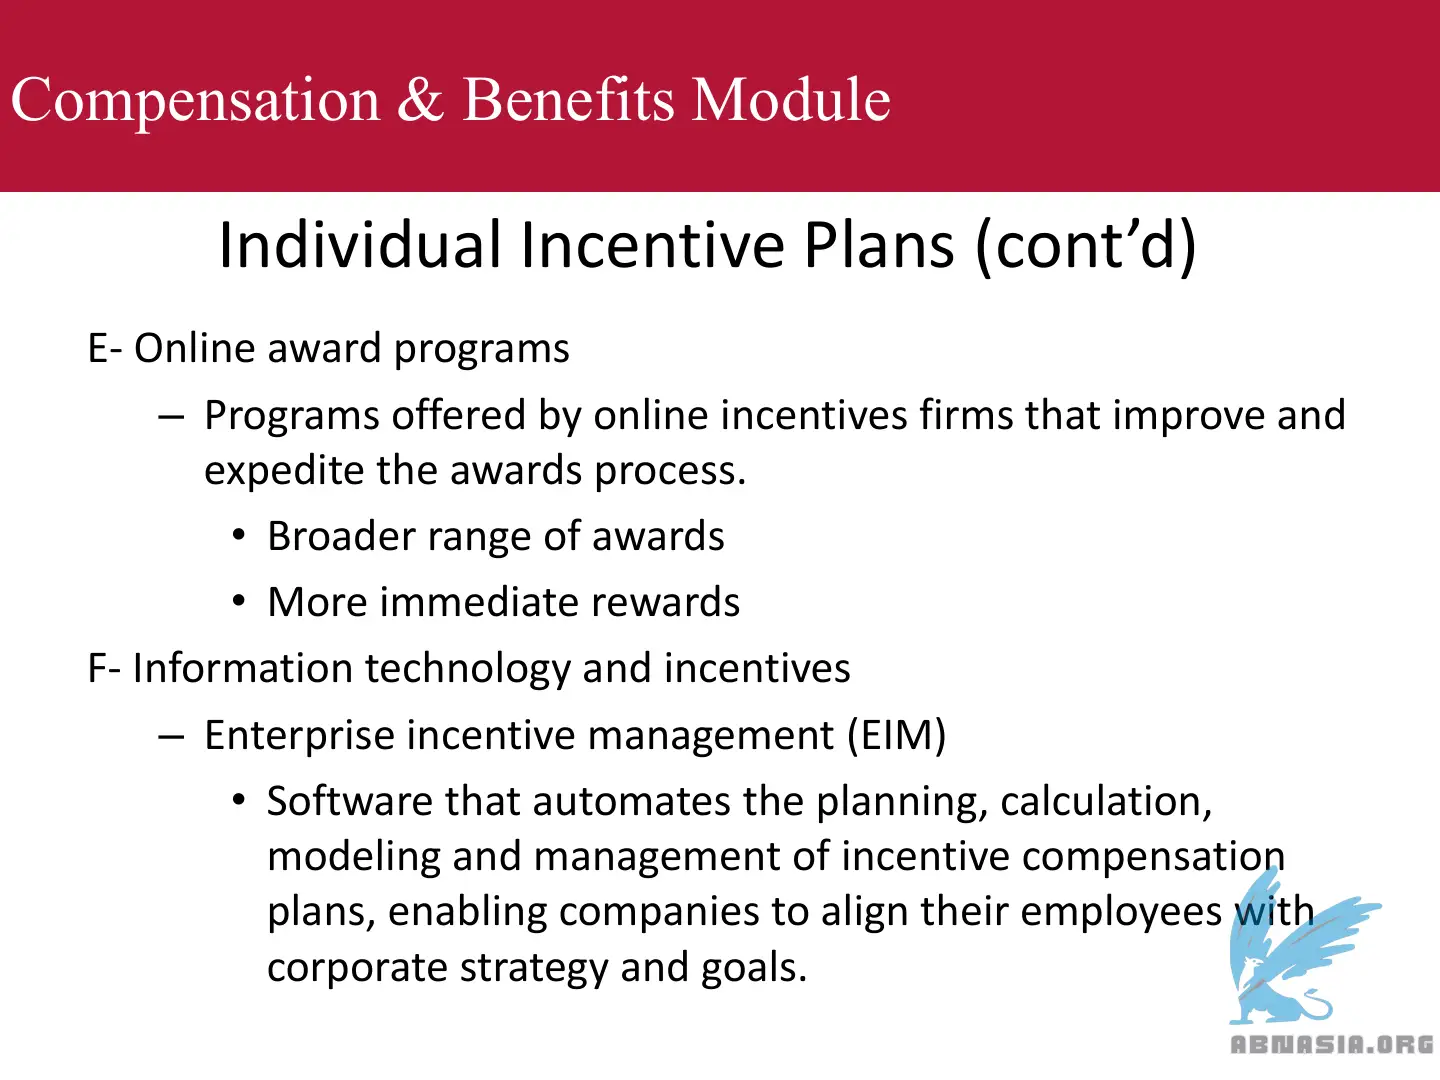 Compensation & Benefits Module
Individual Incentive Plans (cont’d)
E- Online award programs
– Programs offered by online incentives firms that improve and
expedite the awards process.
• Broader range of awards
• More immediate rewards
F- Information technology and incentives
– Enterprise incentive management (EIM)
• Software that automates the planning, calculation,
modeling and management of incentive compensation
plans, enabling companies to align their employees with
corporate strategy and goals.
ABNASIA.ORG